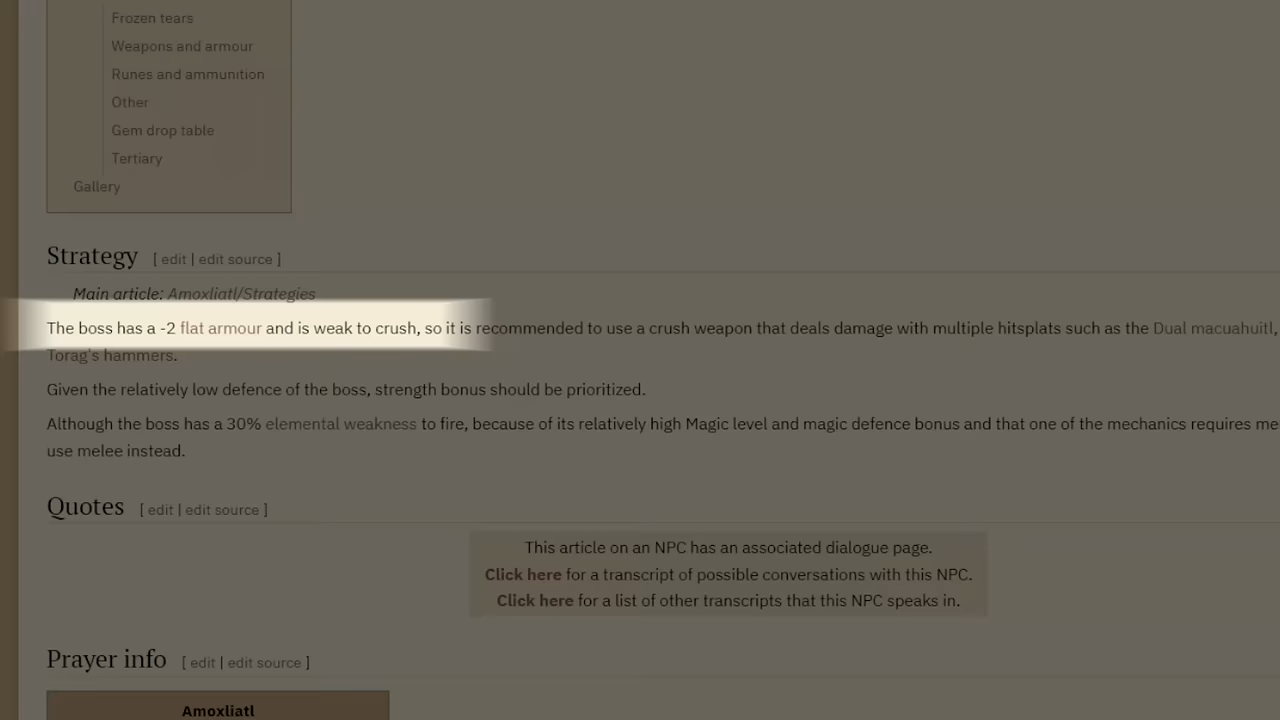 Frozen tears
Weapons and armour
Runes and ammunition
Other
Gem drop table
Tertiary
Gallery
Strategy [ edit | edit source ]
Main article: Amoxliatl/Strategies
The boss has a -2 flat armour and is weak to crush, so it is recommended to use a crush weapon that deals damage with multiple hitsplats such as the Dual macuahuitl,
Torag's hammers.
Given the relatively low defence of the boss, strength bonus should be prioritized.
Although the boss has a 30% elemental weakness to fire, because of its relatively high Magic level and magic defence bonus and that one of the mechanics requires me
use melee instead.
Quotes [ edit | edit source ]
This article on an NPC has an associated dialogue page.
Click here for a transcript of possible conversations with this NPC.
Click here for a list of other transcripts that this NPC speaks in.
Prayer info [ edit | edit source ]
Amoxliatl